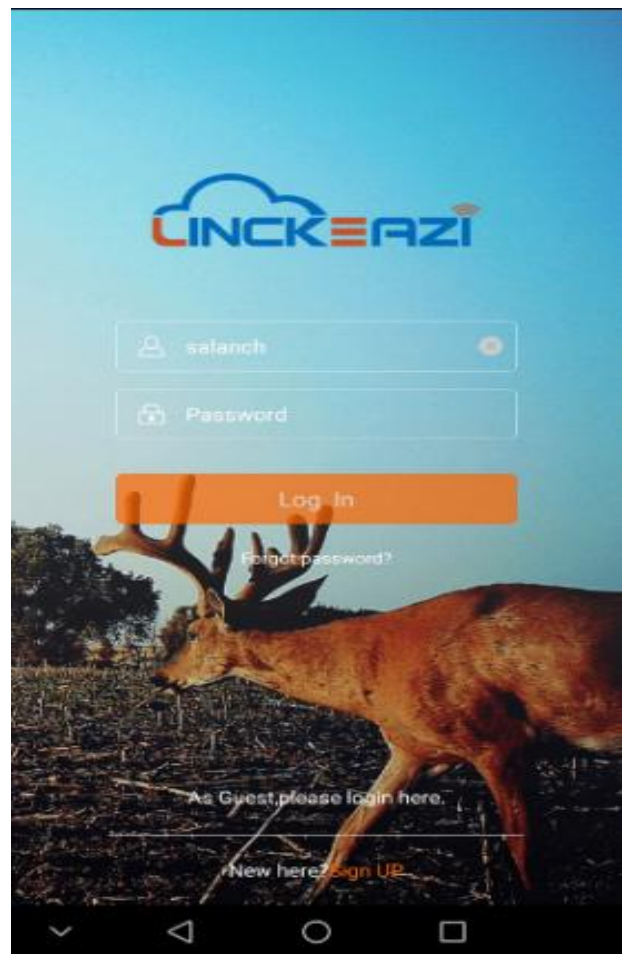 LINCKEAZI
salanch
Password
Log In
Forgot password?
As Guest,please login here.
New here?Sign UP